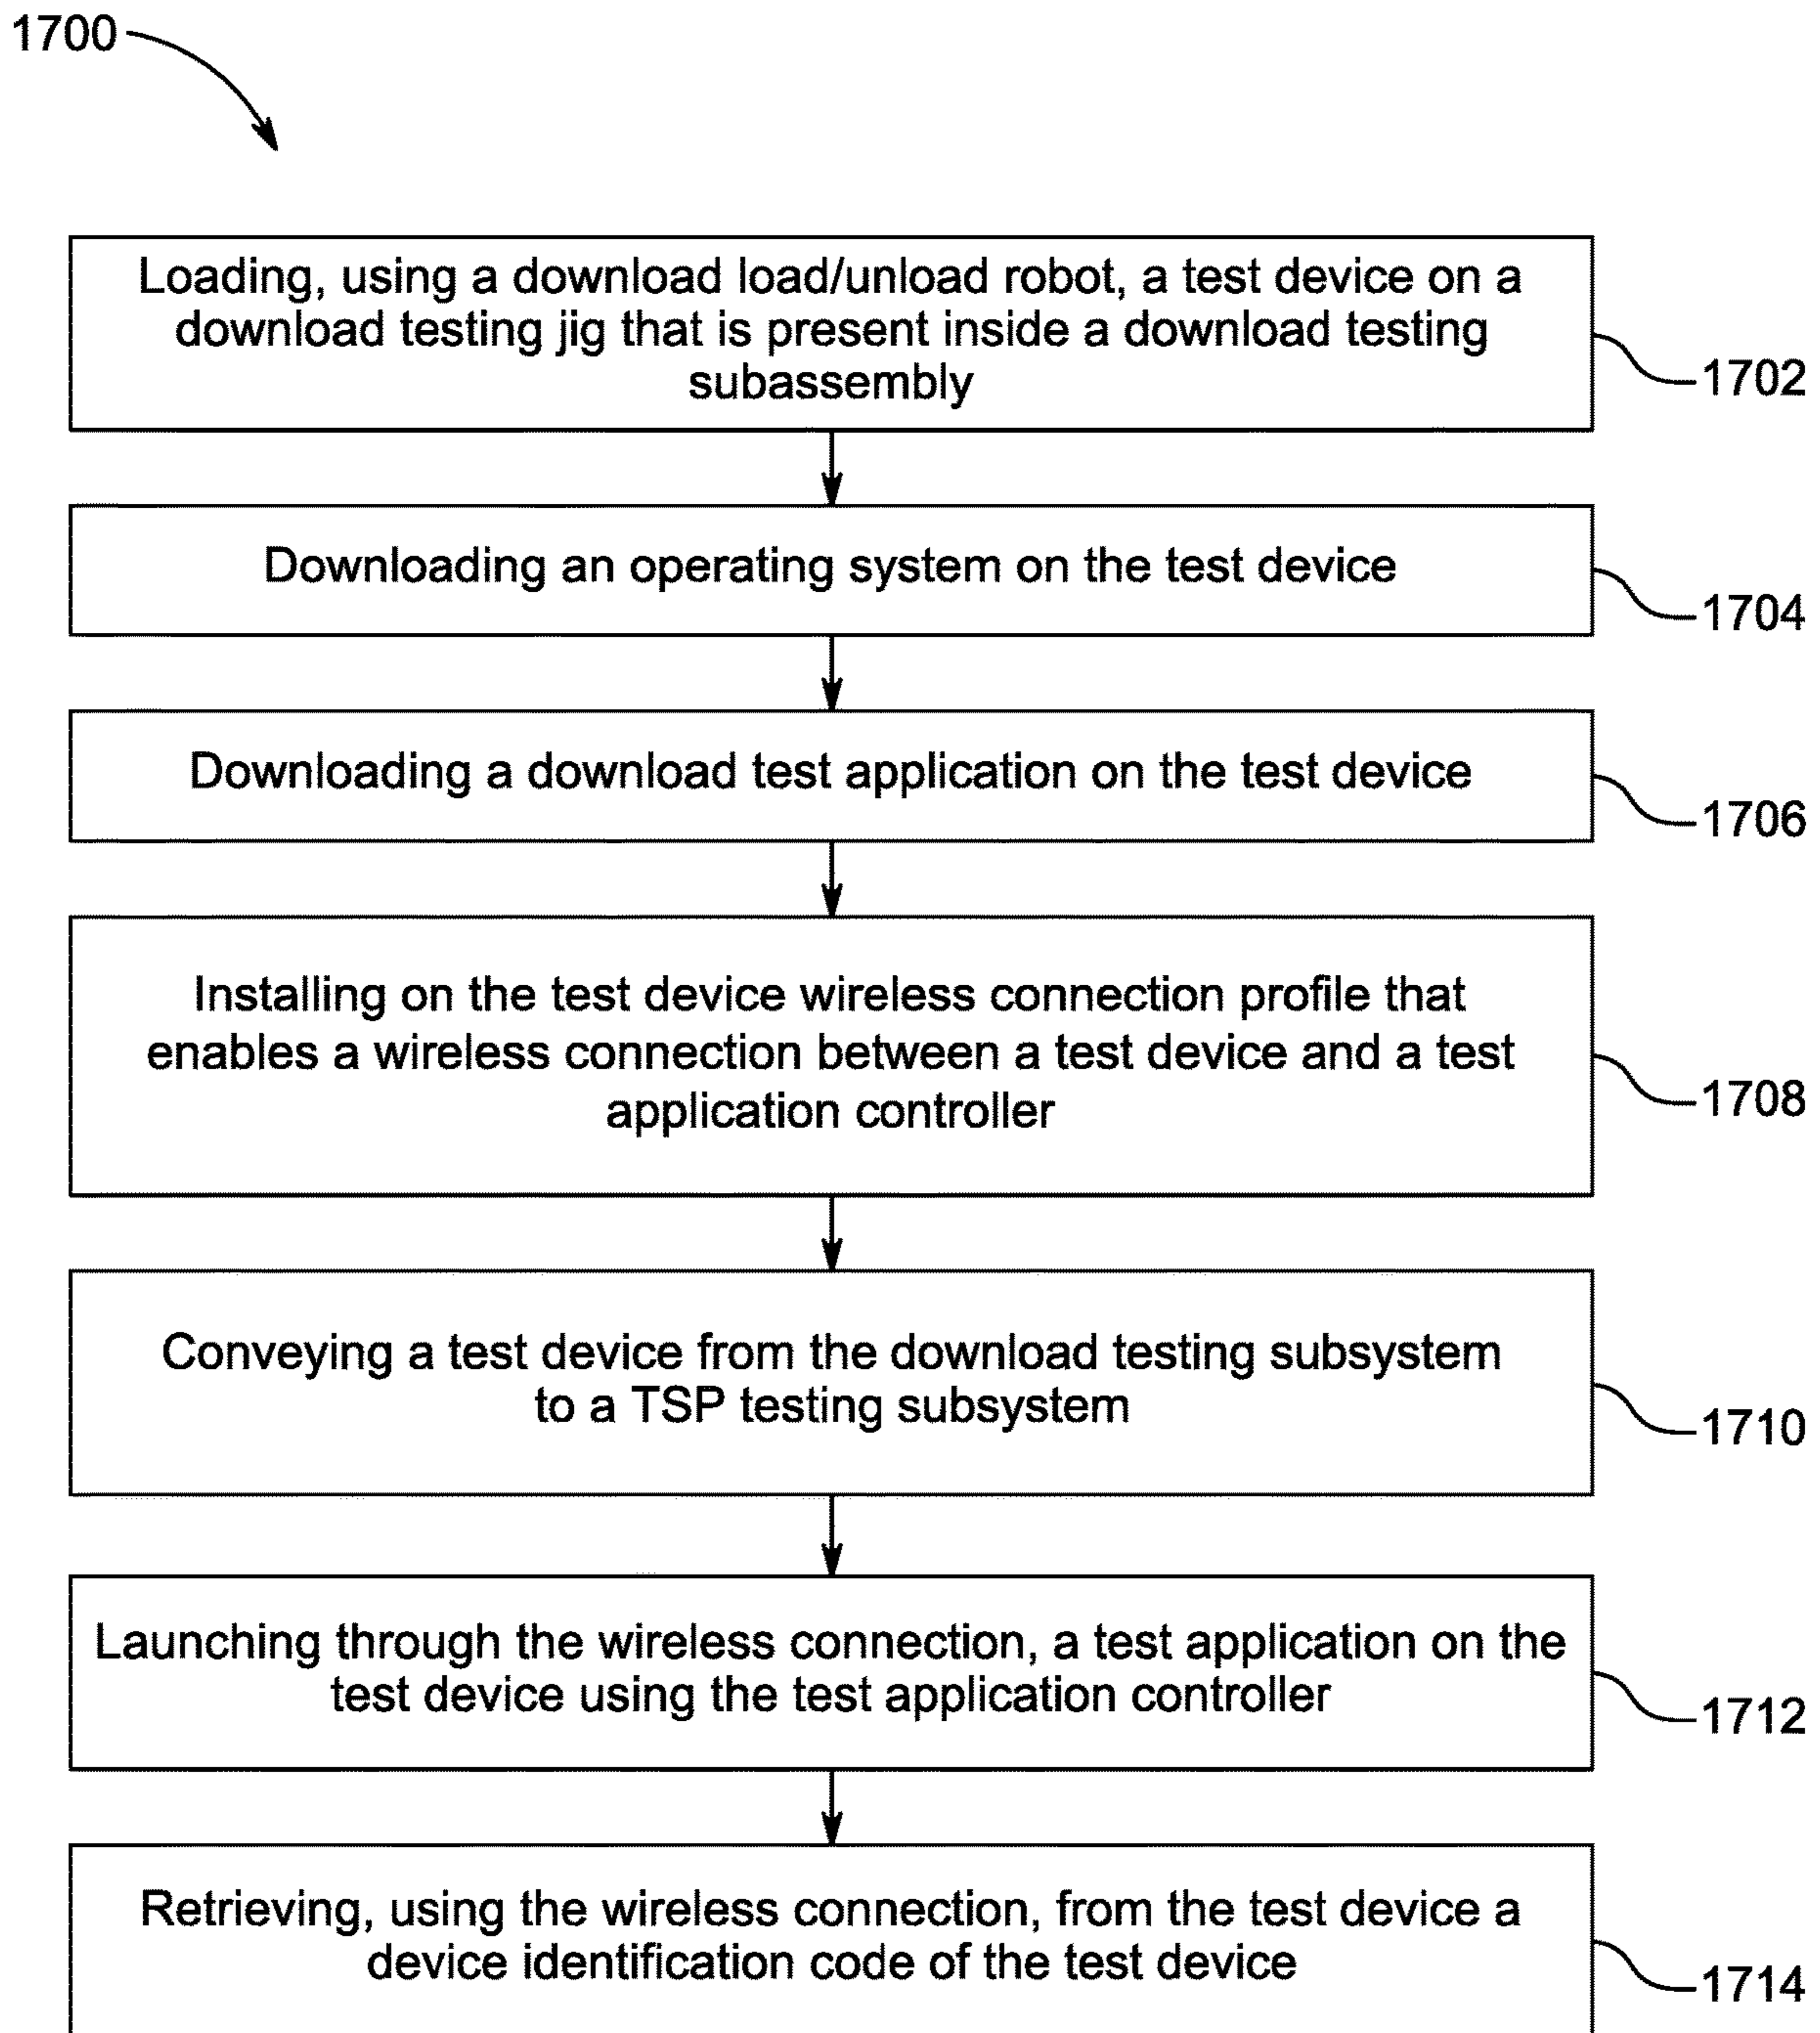 1700
Loading, using a download load/unload robot, a test device on a
download testing jig that is present inside a download testing
subassembly
1702
Downloading an operating system on the test device
1704
Downloading a download test application on the test device
1706
Installing on the test device wireless connection profile that
enables a wireless connection between a test device and a test
application controller
1708
Conveying a test device from the download testing subsystem
to a TSP testing subsystem
1710
Launching through the wireless connection, a test application on the
test device using the test application controller
1712
Retrieving, using the wireless connection, from the test device a
device identification code of the test device
1714